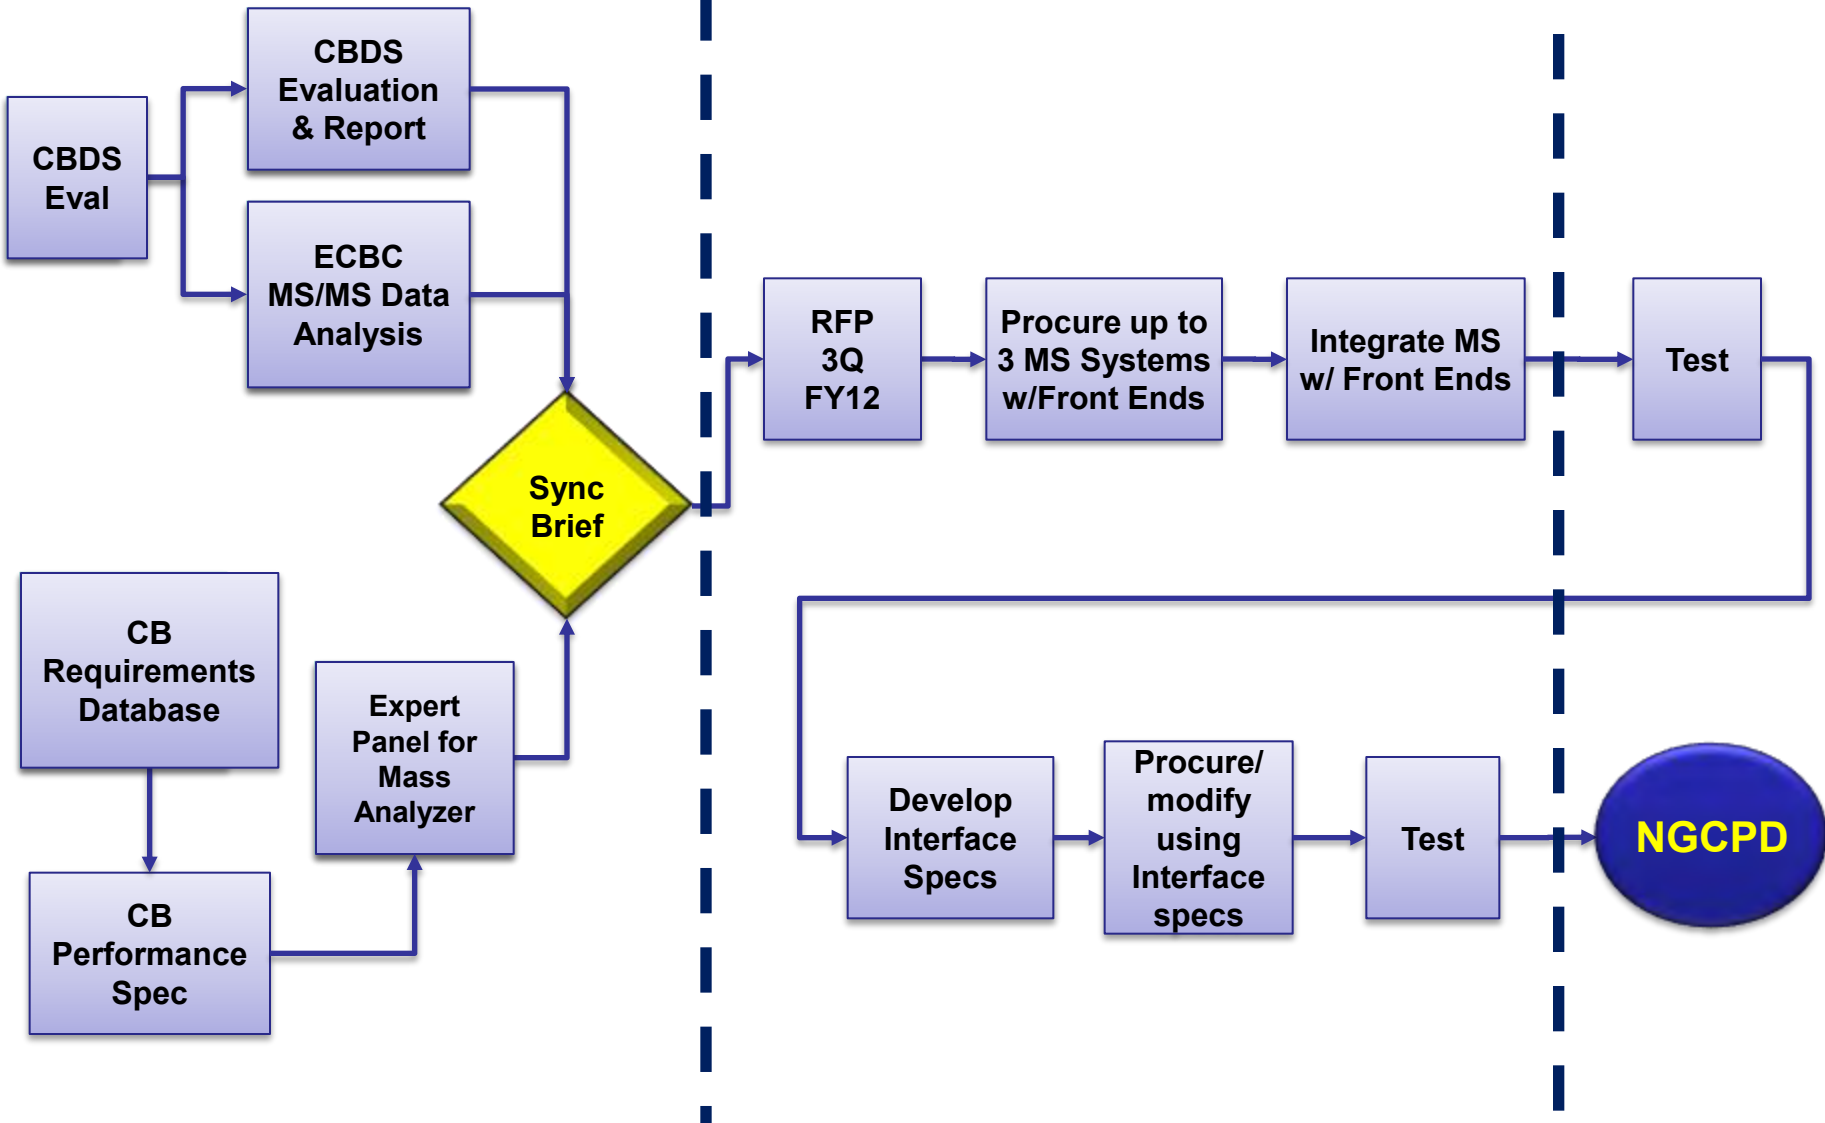 CBDS
Eval
CBDS
Evaluation
& Report
ECBC
MS/MS Data
Analysis
Sync
Brief
CB
Requirements
Database
CB
Performance
Spec
Expert
Panel for
Mass
Analyzer
RFP
3Q
FY12
Procure up to
3 MS Systems
w/Front Ends
Integrate MS
w/ Front Ends
Test
Develop
Interface
Specs
Procure/
modify
using
Interface
specs
Test
NGCPD